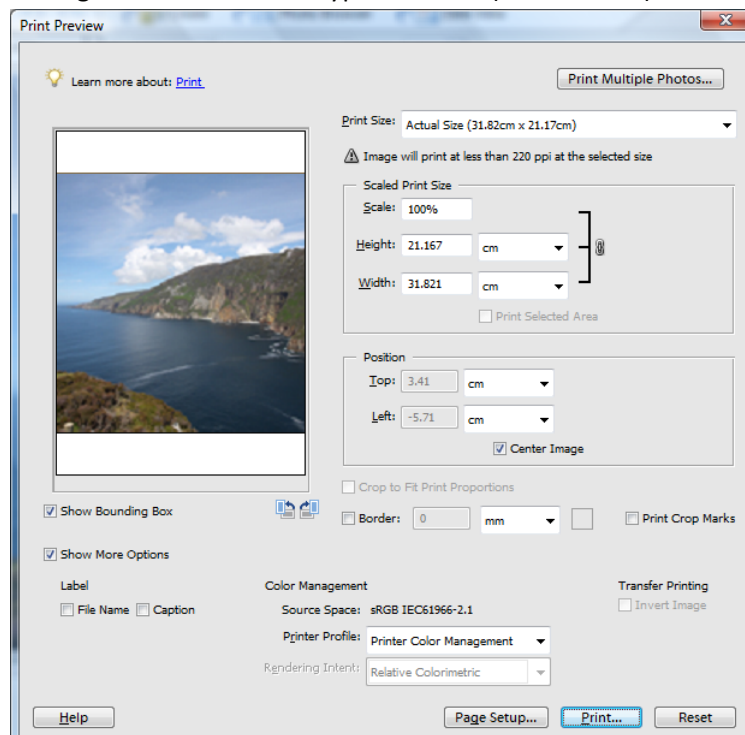 Print Preview
Learn more about: Print
Print Multiple Photos...
Print Size: Actual Size (31.82cm x 21.17cm)
Image will print at less than 220 ppi at the selected size
Scaled Print Size
Scale: 100%
Height: 21.167 cm
Width: 31.821 cm
Print Selected Area
Position
Top: 3.41 cm
Left: -5.71 cm
Center Image
Crop to Fit Print Proportions
Show Bounding Box
Border: 0 mm
Print Crop Marks
Show More Options
Label
File Name Caption
Color Management
Source Space: sRGB IEC61966-2.1
Printer Profile: Printer Color Management
Rendering Intent: Relative Colorimetric
Transfer Printing
Invert Image
Help
Page Setup...
Print...
Reset